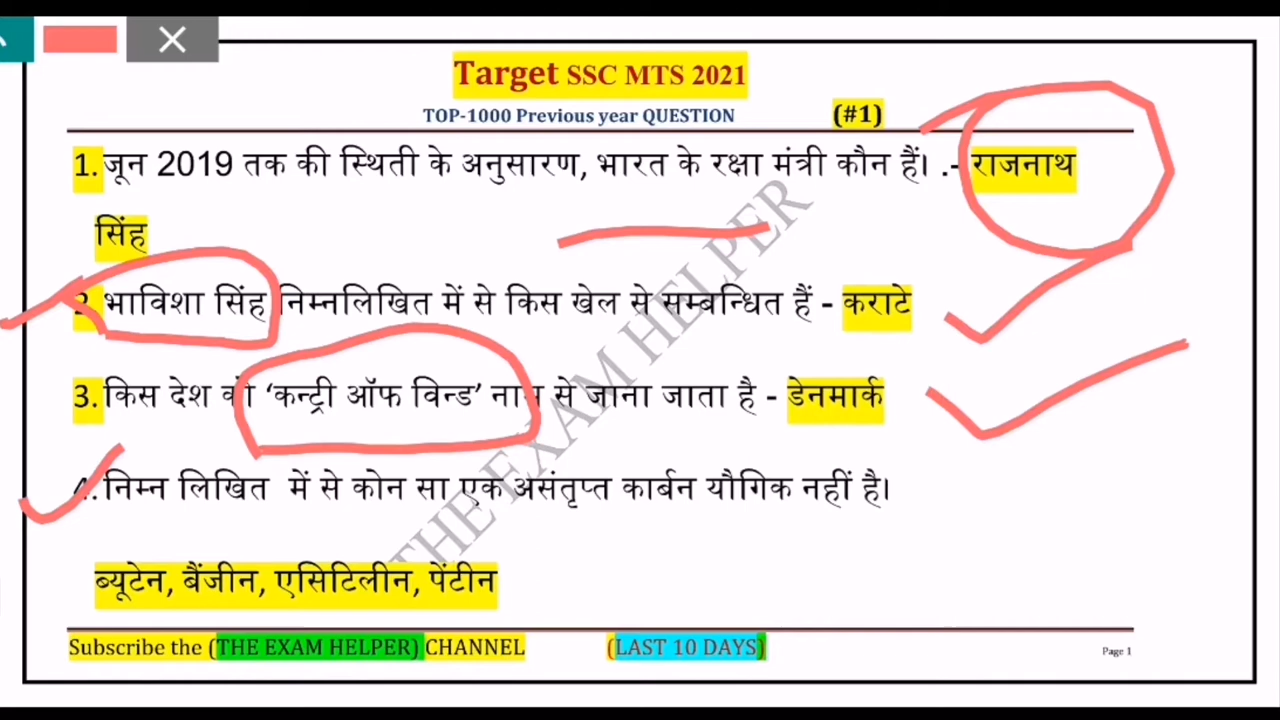 Target SSC MTS 2021
TOP-1000 Previous year QUESTION (#1)
1. जून 2019 तक की स्थिती के अनुसारण, भारत के रक्षा मंत्री कौन हैं। .- राजनाथ
सिंह
2. भाविशा सिंह निम्नलिखित में से किस खेल से सम्बन्धित हैं - कराटे
3. किस देश को ‘कन्ट्री ऑफ विन्ड’ नाम से जाना जाता है - डेनमार्क
4. निम्न लिखित में से कोन सा एक असंतृप्त कार्बन यौगिक नहीं है।
ब्यूटेन, बैंजीन, एसिटिलीन, पेंटीन
THE EXAM HELPER
Subscribe the (THE EXAM HELPER) CHANNEL (LAST 10 DAYS)
Page 1